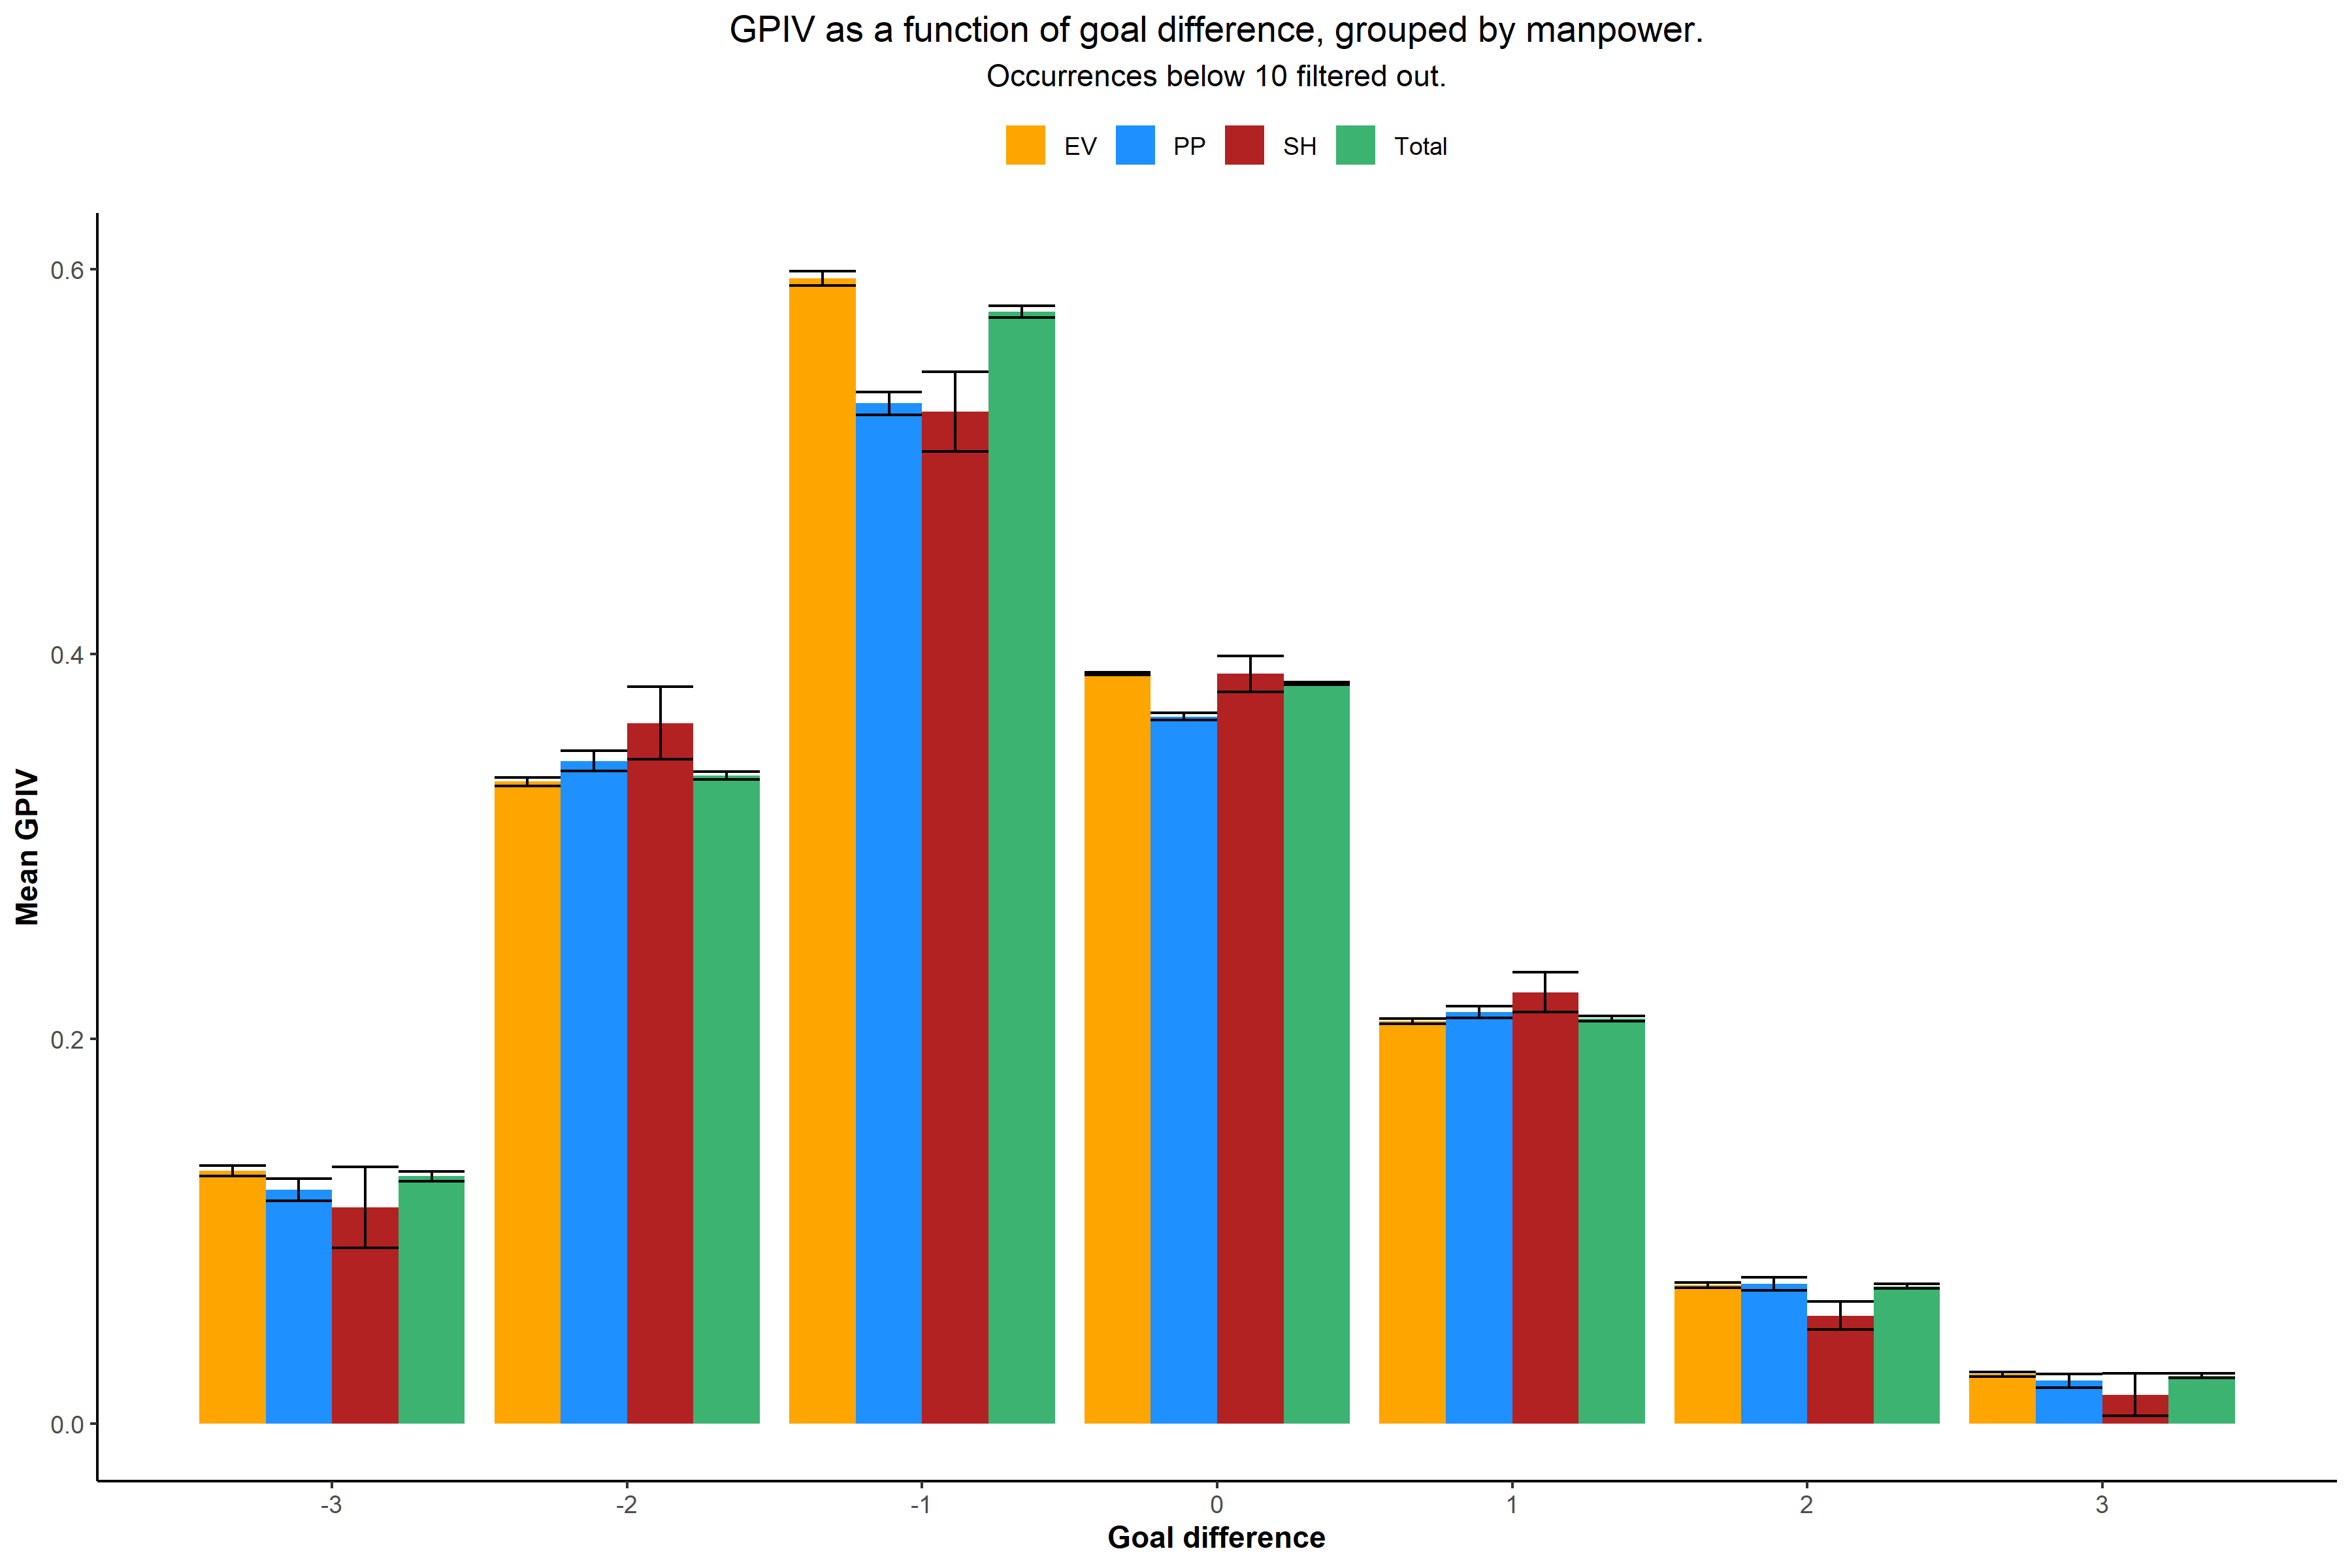 GPIV as a function of goal difference, grouped by manpower.
Occurrences below 10 filtered out.
EV PP SH Total
0.6
0.4
0.2
0.0
Mean GPIV
-3 -2 -1 0 1 2 3
Goal difference